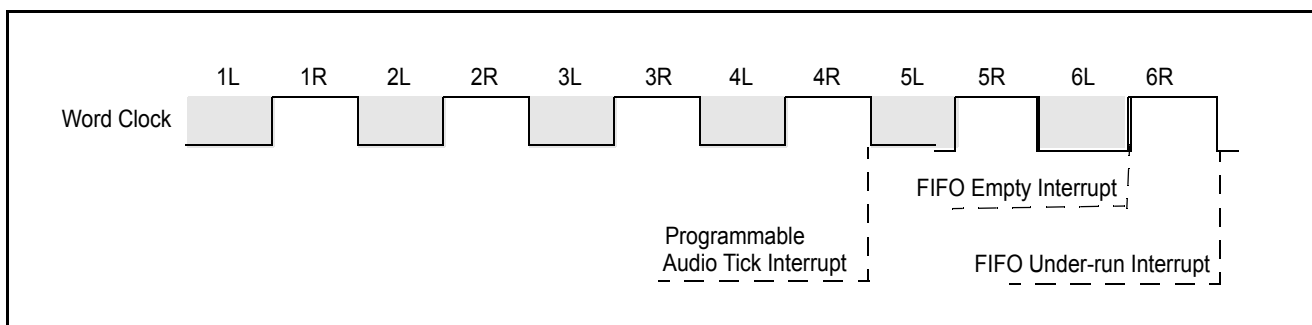 1L 1R 2L 2R 3L 3R 4L 4R 5L 5R 6L 6R
Word Clock
FIFO Empty Interrupt
Programmable
Audio Tick Interrupt
FIFO Under-run Interrupt